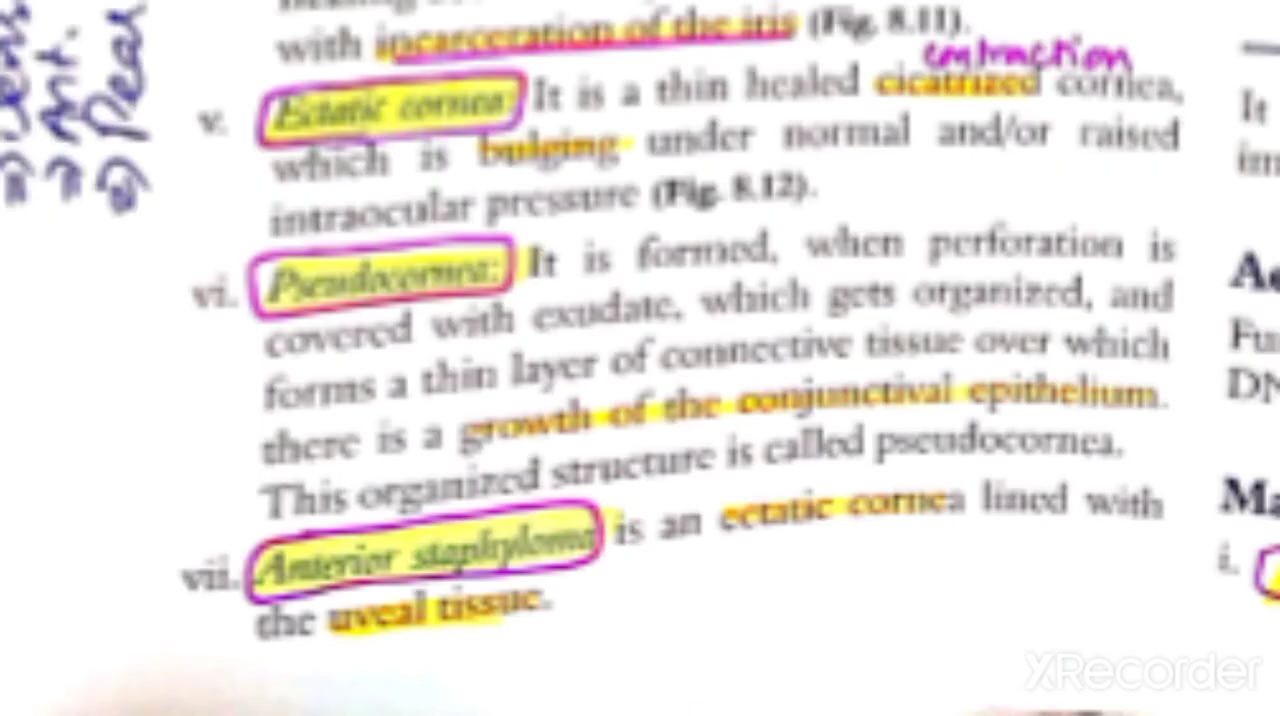 with incarceration of the iris (Fig. 8.11).
contraction
v. Ectatic cornea: It is a thin healed cicatrized cornea,
which is bulging under normal and/or raised
intraocular pressure (Fig. 8.12).
vi. Pseudocornea: It is formed, when perforation is
covered with exudate, which gets organized, and
forms a thin layer of connective tissue over which
there is a growth of the conjunctival epithelium.
This organized structure is called pseudocornea.
vii. Anterior staphyloma is an ectatic cornea lined with
the uveal tissue.
It
im
Fu
DN
Ma
i.
XRecorder